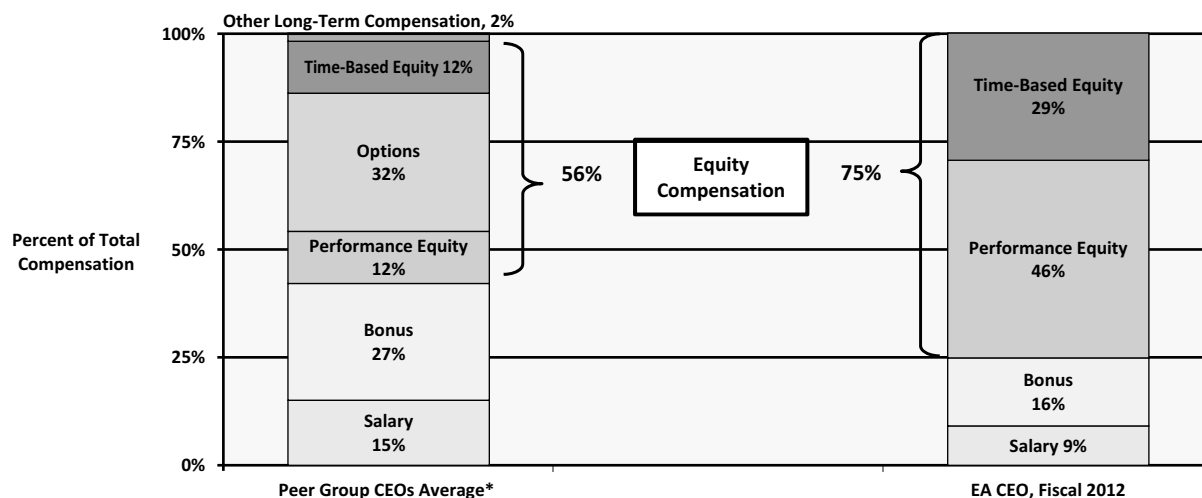 Other Long-Term Compensation, 2%
100%
75%
50%
25%
0%
Percent of Total
Compensation
Time-Based Equity 12%
Options
32%
Performance Equity
12%
Bonus
27%
Salary
15%
56%
Equity
Compensation
75%
Time-Based Equity
29%
Performance Equity
46%
Bonus
16%
Salary 9%
Peer Group CEOs Average*
EA CEO, Fiscal 2012